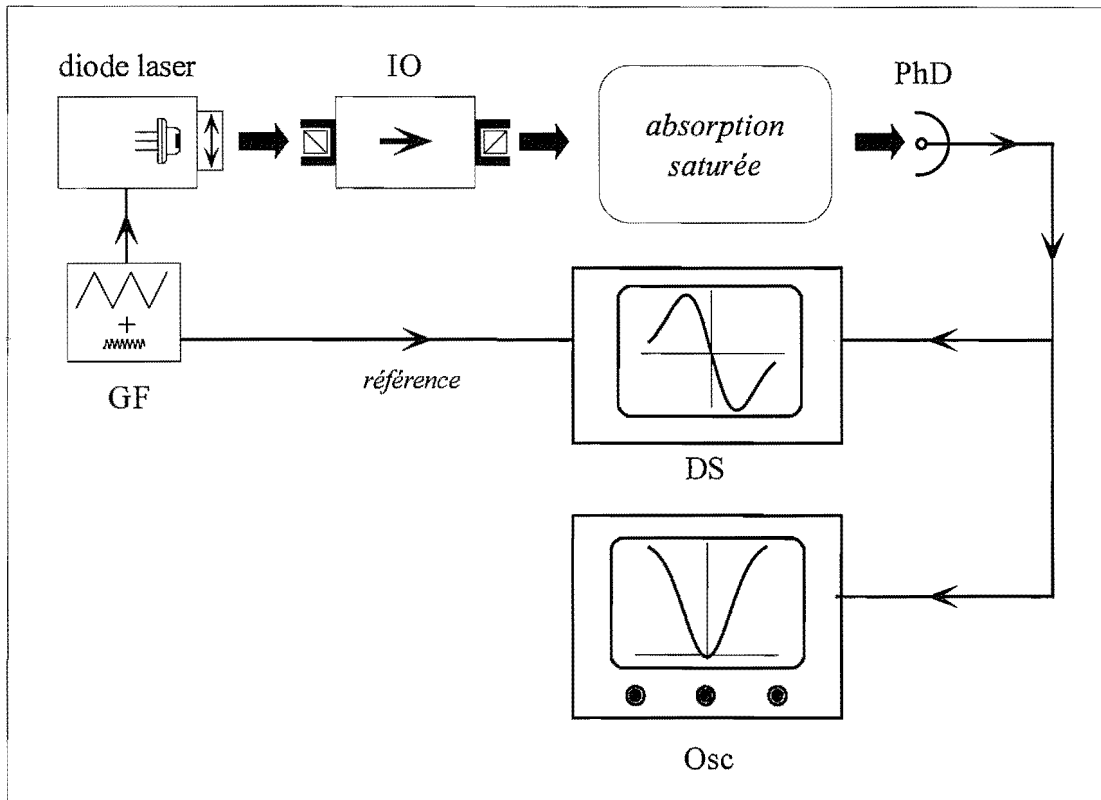 diode laser
IO
PhD
absorption
saturée
+
GF
référence
DS
Osc